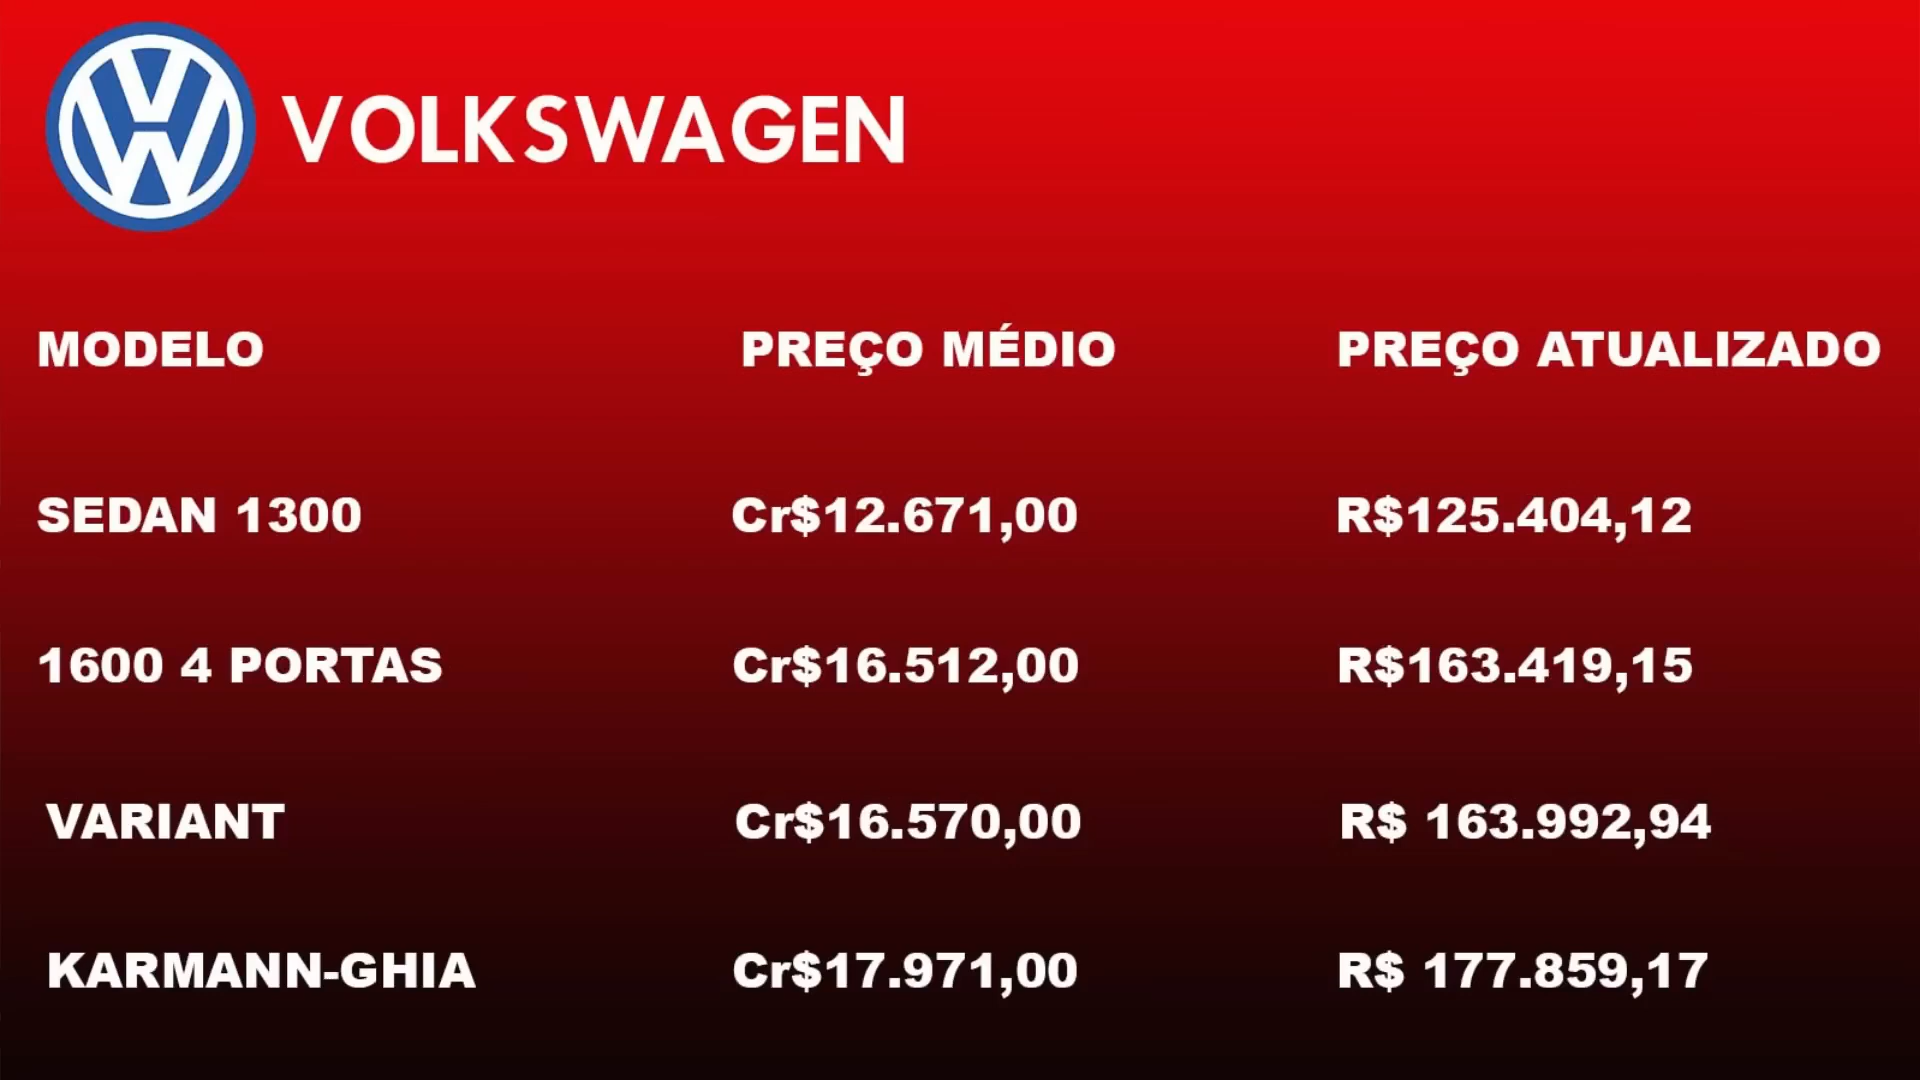 VOLKSWAGEN
MODELO PREÇO MÉDIO PREÇO ATUALIZADO
SEDAN 1300 Cr$12.671,00 R$125.404,12
1600 4 PORTAS Cr$16.512,00 R$163.419,15
VARIANT Cr$16.570,00 R$ 163.992,94
KARMANN-GHIA Cr$17.971,00 R$ 177.859,17